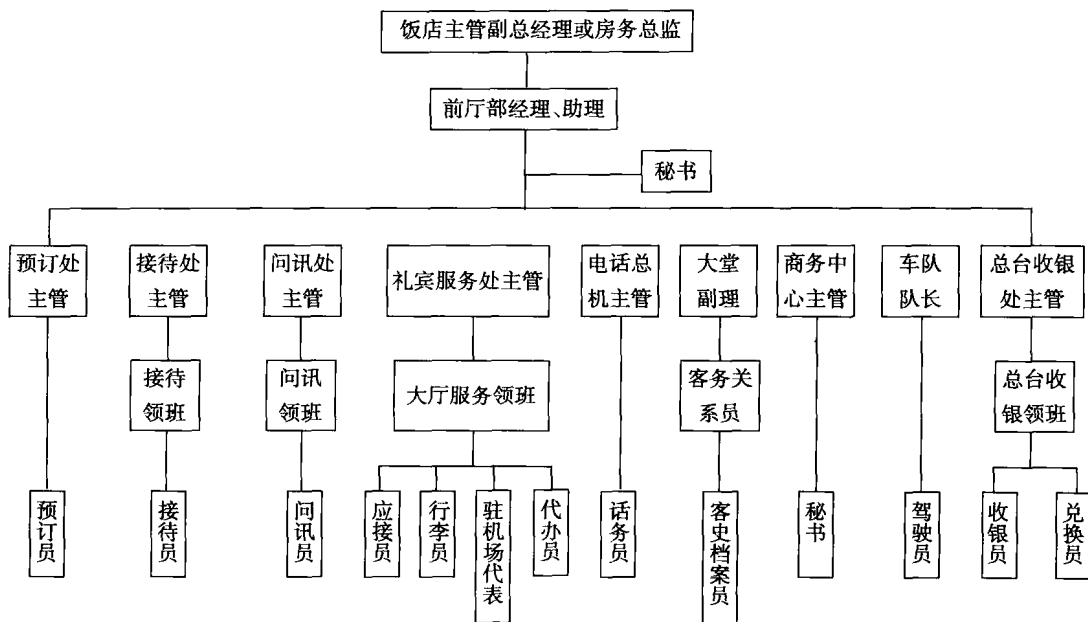 饭店主管副总经理或房务总监
前厅部经理、助理
秘书
预订处
主管
接待处
主管
问讯处
主管
礼宾服务处主管
电话总
机主管
大堂
副理
商务中
心主管
车队
队长
总台收银
处主管
接待
领班
问讯
领班
大厅服务领班
客务关
系员
总台收
银领班
预订员
接待员
问讯员
应接员
行李员
驻机场代表
代办员
话务员
客史档案员
秘书
驾驶员
收银员
兑换员